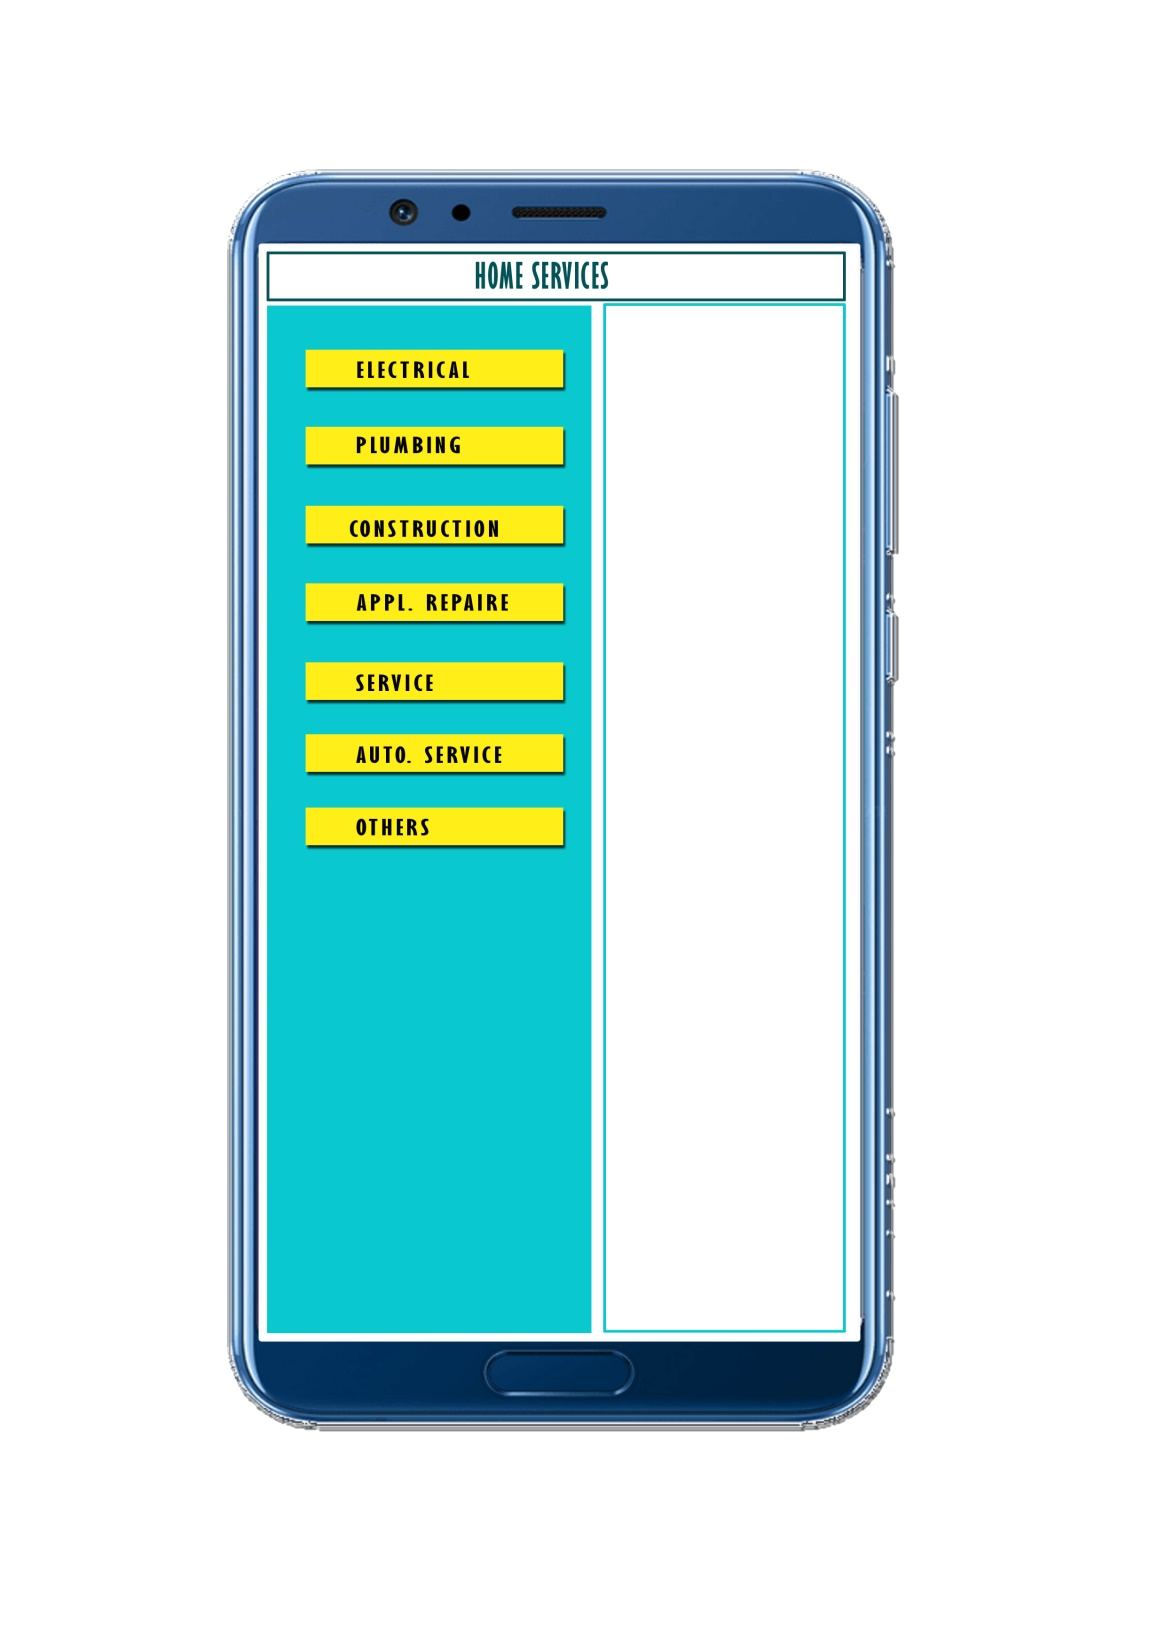 HOME SERVICES
ELECTRICAL
PLUMBING
CONSTRUCTION
APPL. REPAIRE
SERVICE
AUTO. SERVICE
OTHERS